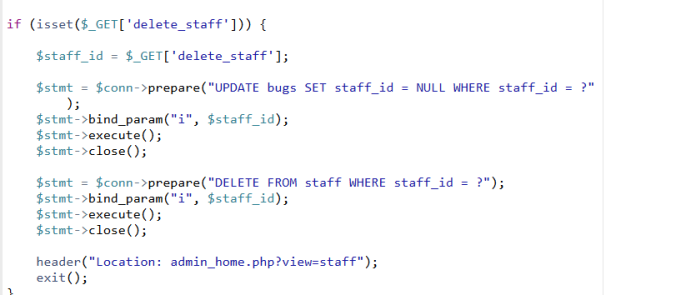 if (isset($_GET['delete_staff'])) {
$staff_id = $_GET['delete_staff'];
$stmt = $conn->prepare("UPDATE bugs SET staff_id = NULL WHERE staff_id = ?"
);
$stmt->bind_param("i", $staff_id);
$stmt->execute();
$stmt->close();
$stmt = $conn->prepare("DELETE FROM staff WHERE staff_id = ?");
$stmt->bind_param("i", $staff_id);
$stmt->execute();
$stmt->close();
header("Location: admin_home.php?view=staff");
exit();
}